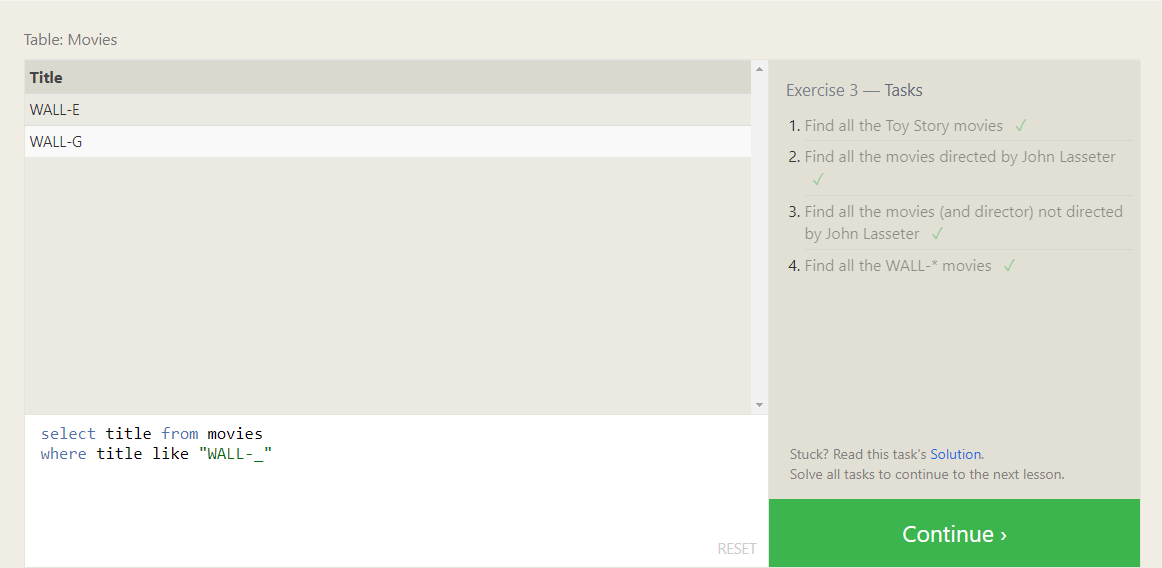 Table: Movies
Title
WALL-E
WALL-G
select title from movies
where title like "WALL-_"
RESET
Exercise 3 — Tasks
1. Find all the Toy Story movies ✓
2. Find all the movies directed by John Lasseter
✓
3. Find all the movies (and director) not directed
by John Lasseter ✓
4. Find all the WALL-* movies ✓
Stuck? Read this task's Solution.
Solve all tasks to continue to the next lesson.
Continue ›